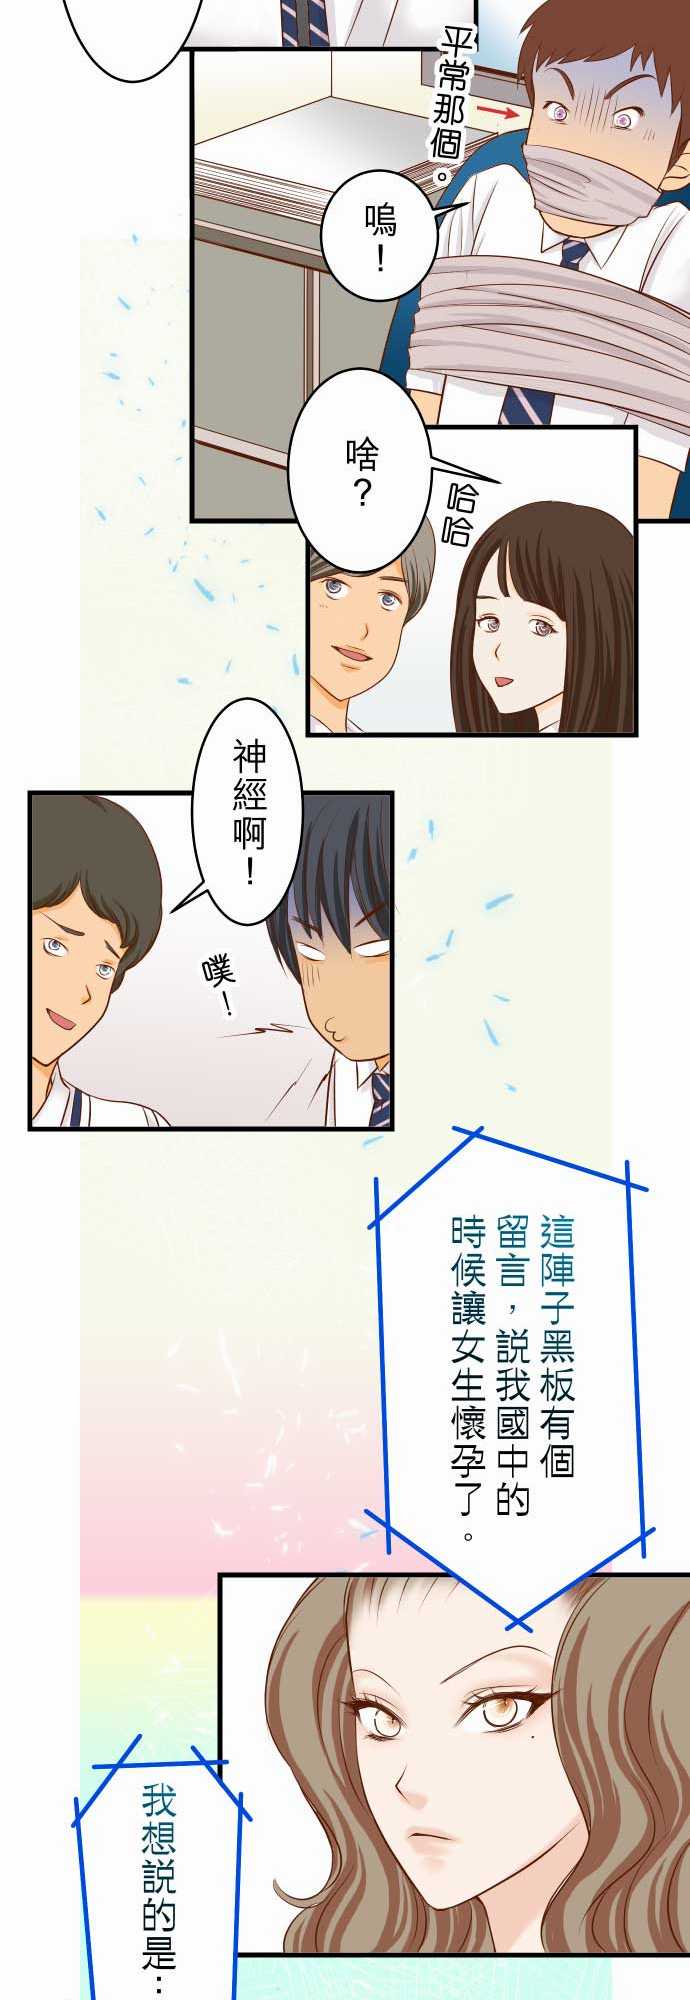 平常那個。
嗚！
啥？
哈哈
神經啊！
噗！
這陣子黑板有個
留言，說我國中的
時候讓女生懷孕了。
我想說的是…